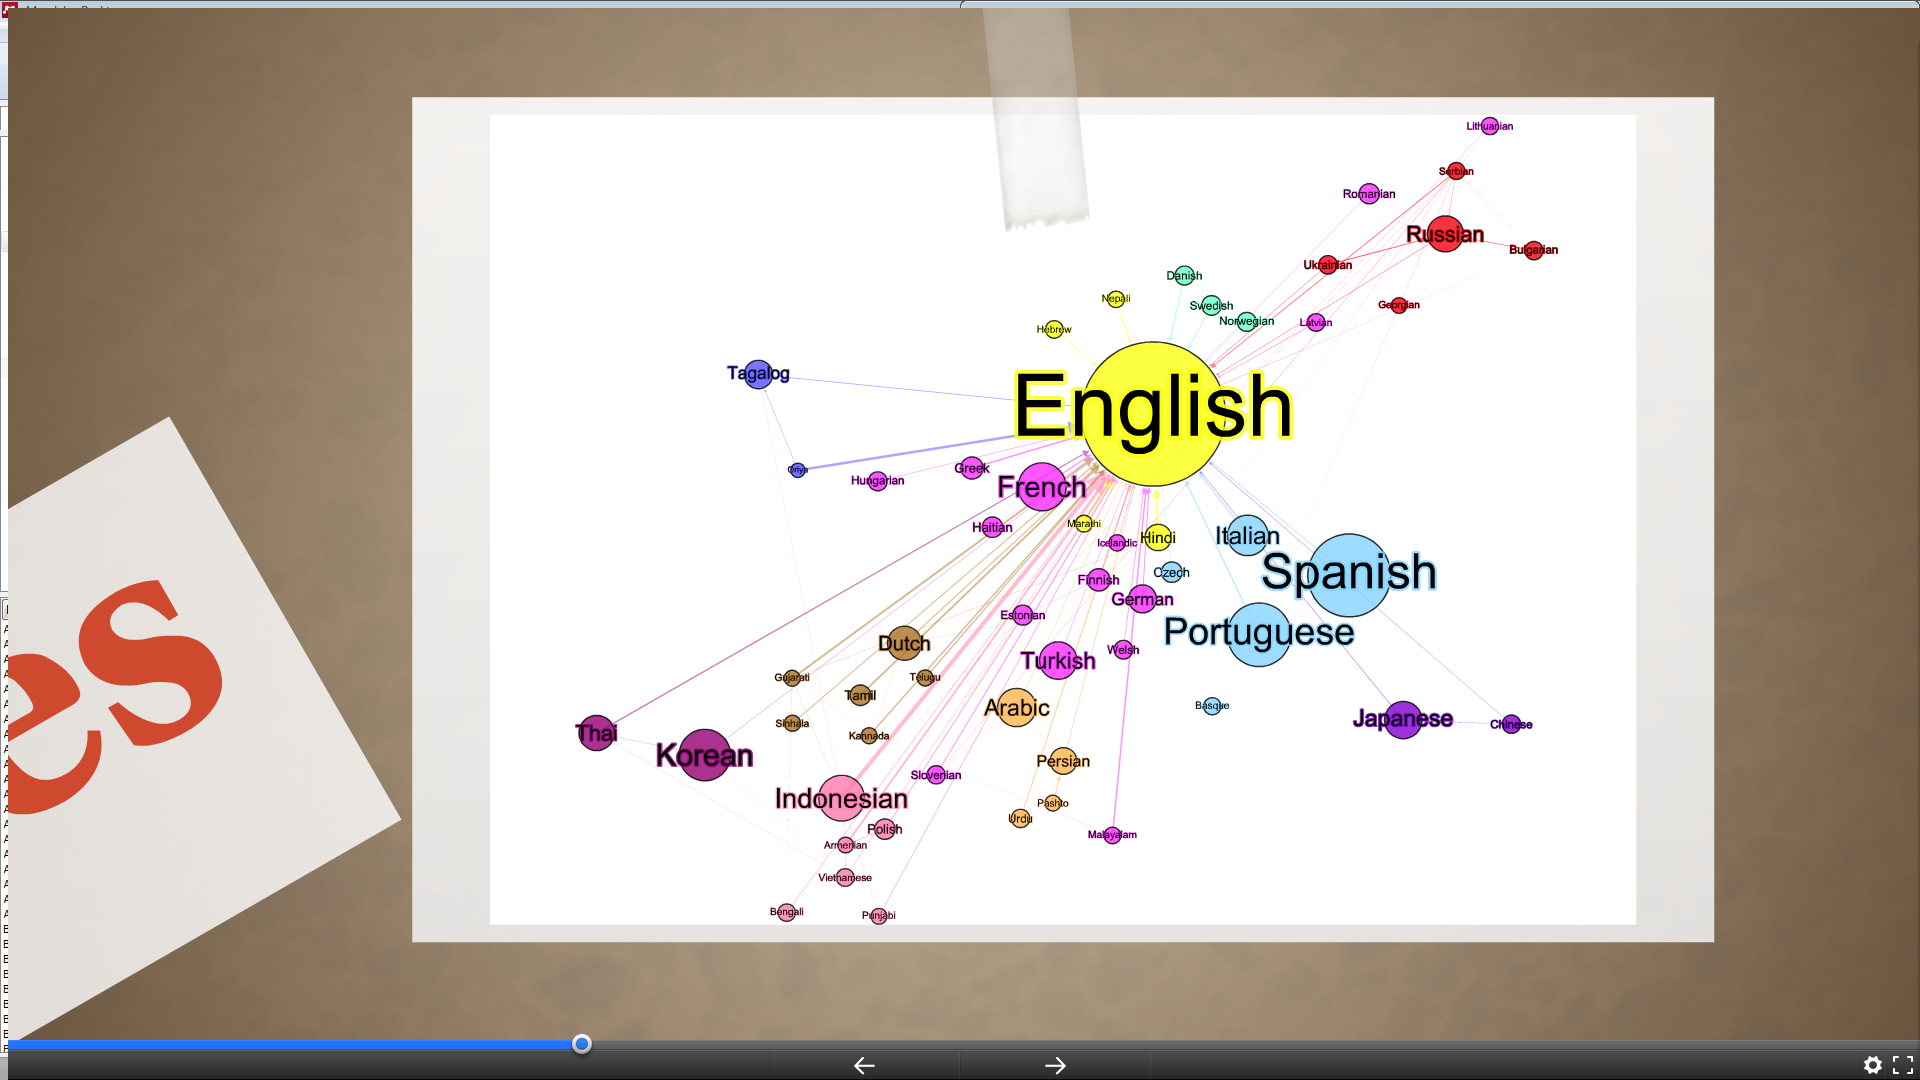 Lithuanian
Serbian
Romanian
Russian
Bulgarian
Ukrainian
Danish
Nepali
Swedish
Georgian
Norwegian
Latvian
Hebrew
Tagalog
English
Oriya
Hungarian
Greek
French
Haitian
Marathi
Icelandic
Hindi
Italian
Czech
Spanish
Finnish
German
Estonian
Portuguese
Dutch
Turkish
Welsh
Gujarati
Telugu
Tamil
Arabic
Basque
Sinhala
Kannada
Japanese
Chinese
Thai
Korean
Persian
Slovenian
Indonesian
Pashto
Urdu
Polish
Malayalam
Armenian
Vietnamese
Bengali
Punjabi
es